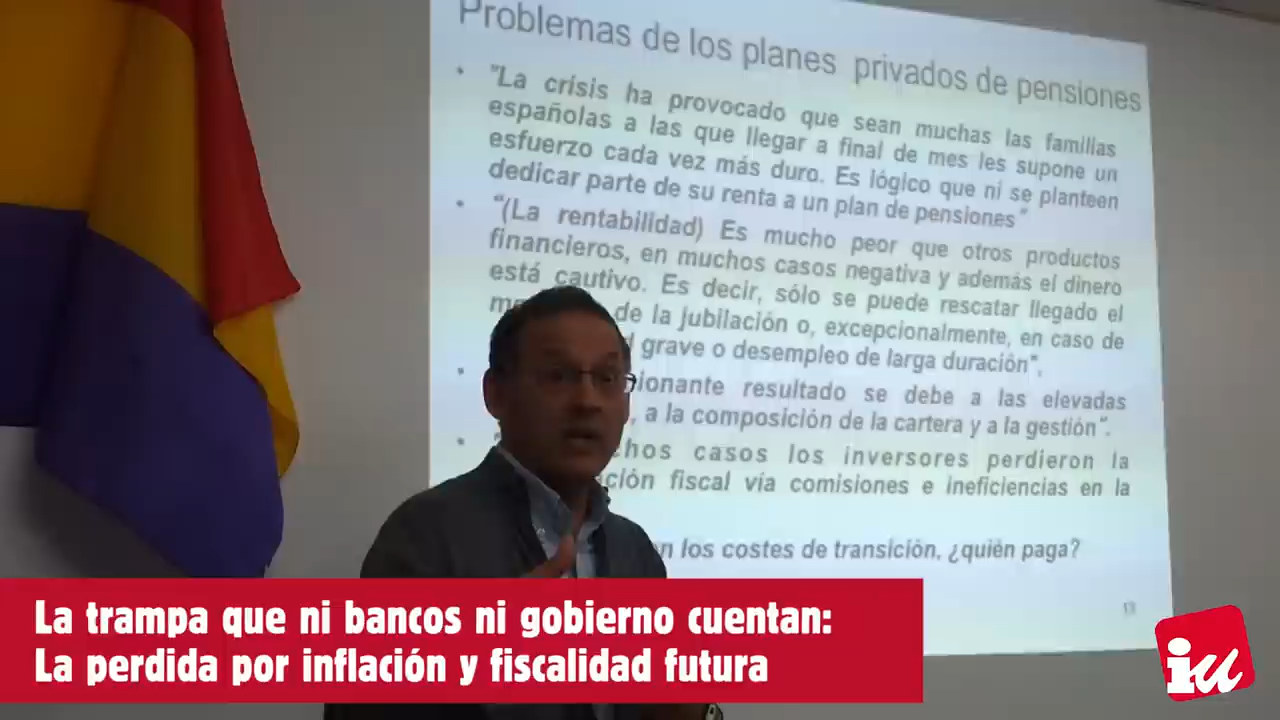 Problemas de los planes privados de pensiones
• "La crisis ha provocado que sean muchas las familias
españolas a las que llegar a final de mes les supone un
esfuerzo cada vez más duro. Es lógico que ni se planteen
dedicar parte de su renta a un plan de pensiones"
• "(La rentabilidad) Es mucho peor que otros productos
financieros, en muchos casos negativa y además el dinero
está cautivo. Es decir, sólo se puede rescatar llegado el
de la jubilación o, excepcionalmente, en caso de
grave o desempleo de larga duración".
resultado se debe a las elevadas
, a la composición de la cartera y a la gestión".
casos los inversores perdieron la
fiscal vía comisiones e ineficiencias en la
los costes de transición, ¿quién paga?
13
La trampa que ni bancos ni gobierno cuentan:
La perdida por inflación y fiscalidad futura
iu